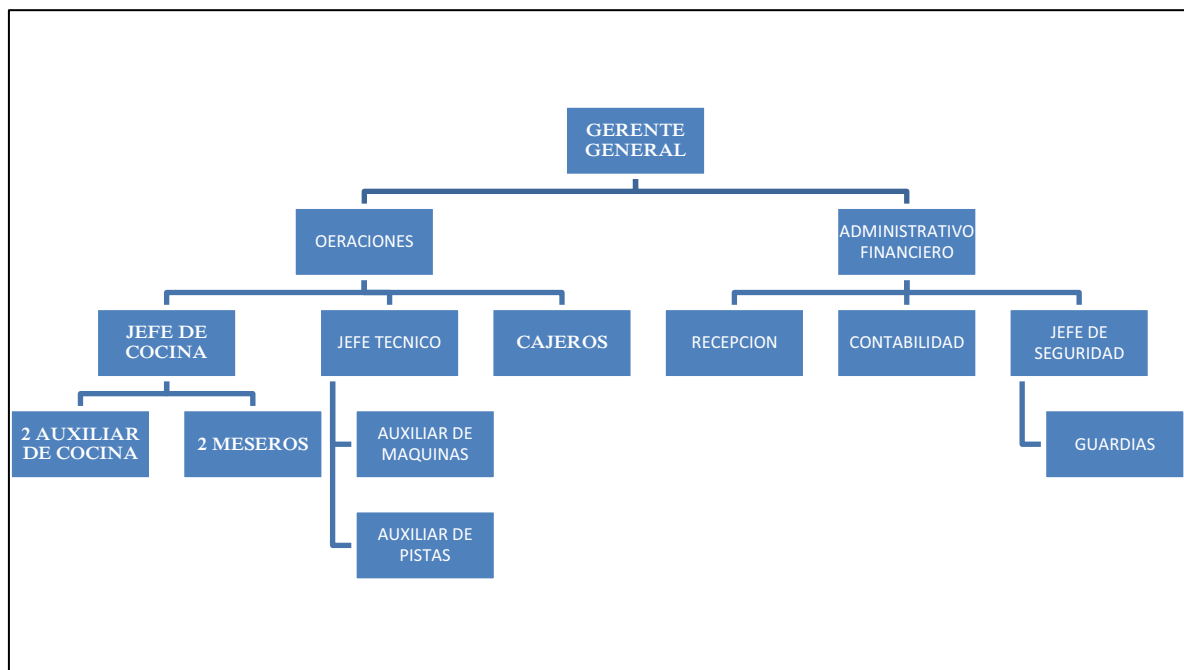 GERENTE
GENERAL
OERACIONES
ADMINISTRATIVO
FINANCIERO
JEFE DE
COCINA
JEFE TECNICO
CAJEROS
RECEPCION
CONTABILIDAD
JEFE DE
SEGURIDAD
2 AUXILIAR
DE COCINA
2 MESEROS
AUXILIAR DE
MAQUINAS
GUARDIAS
AUXILIAR DE
PISTAS